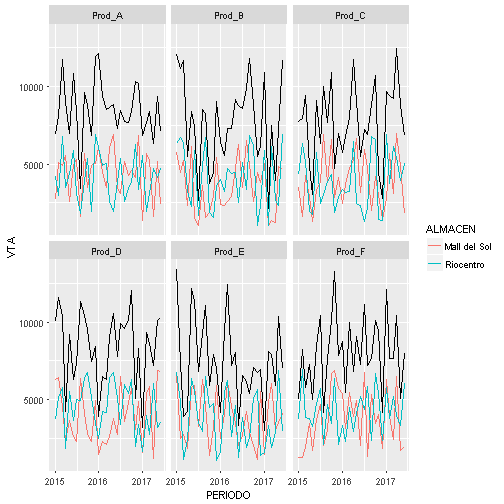 Prod_A Prod_B Prod_C
10000
5000
VTA
ALMACEN
Mall del Sol
Riocentro
Prod_D Prod_E Prod_F
10000
5000
2015 2016 2017 2015 2016 2017 2015 2016 2017
PERIODO